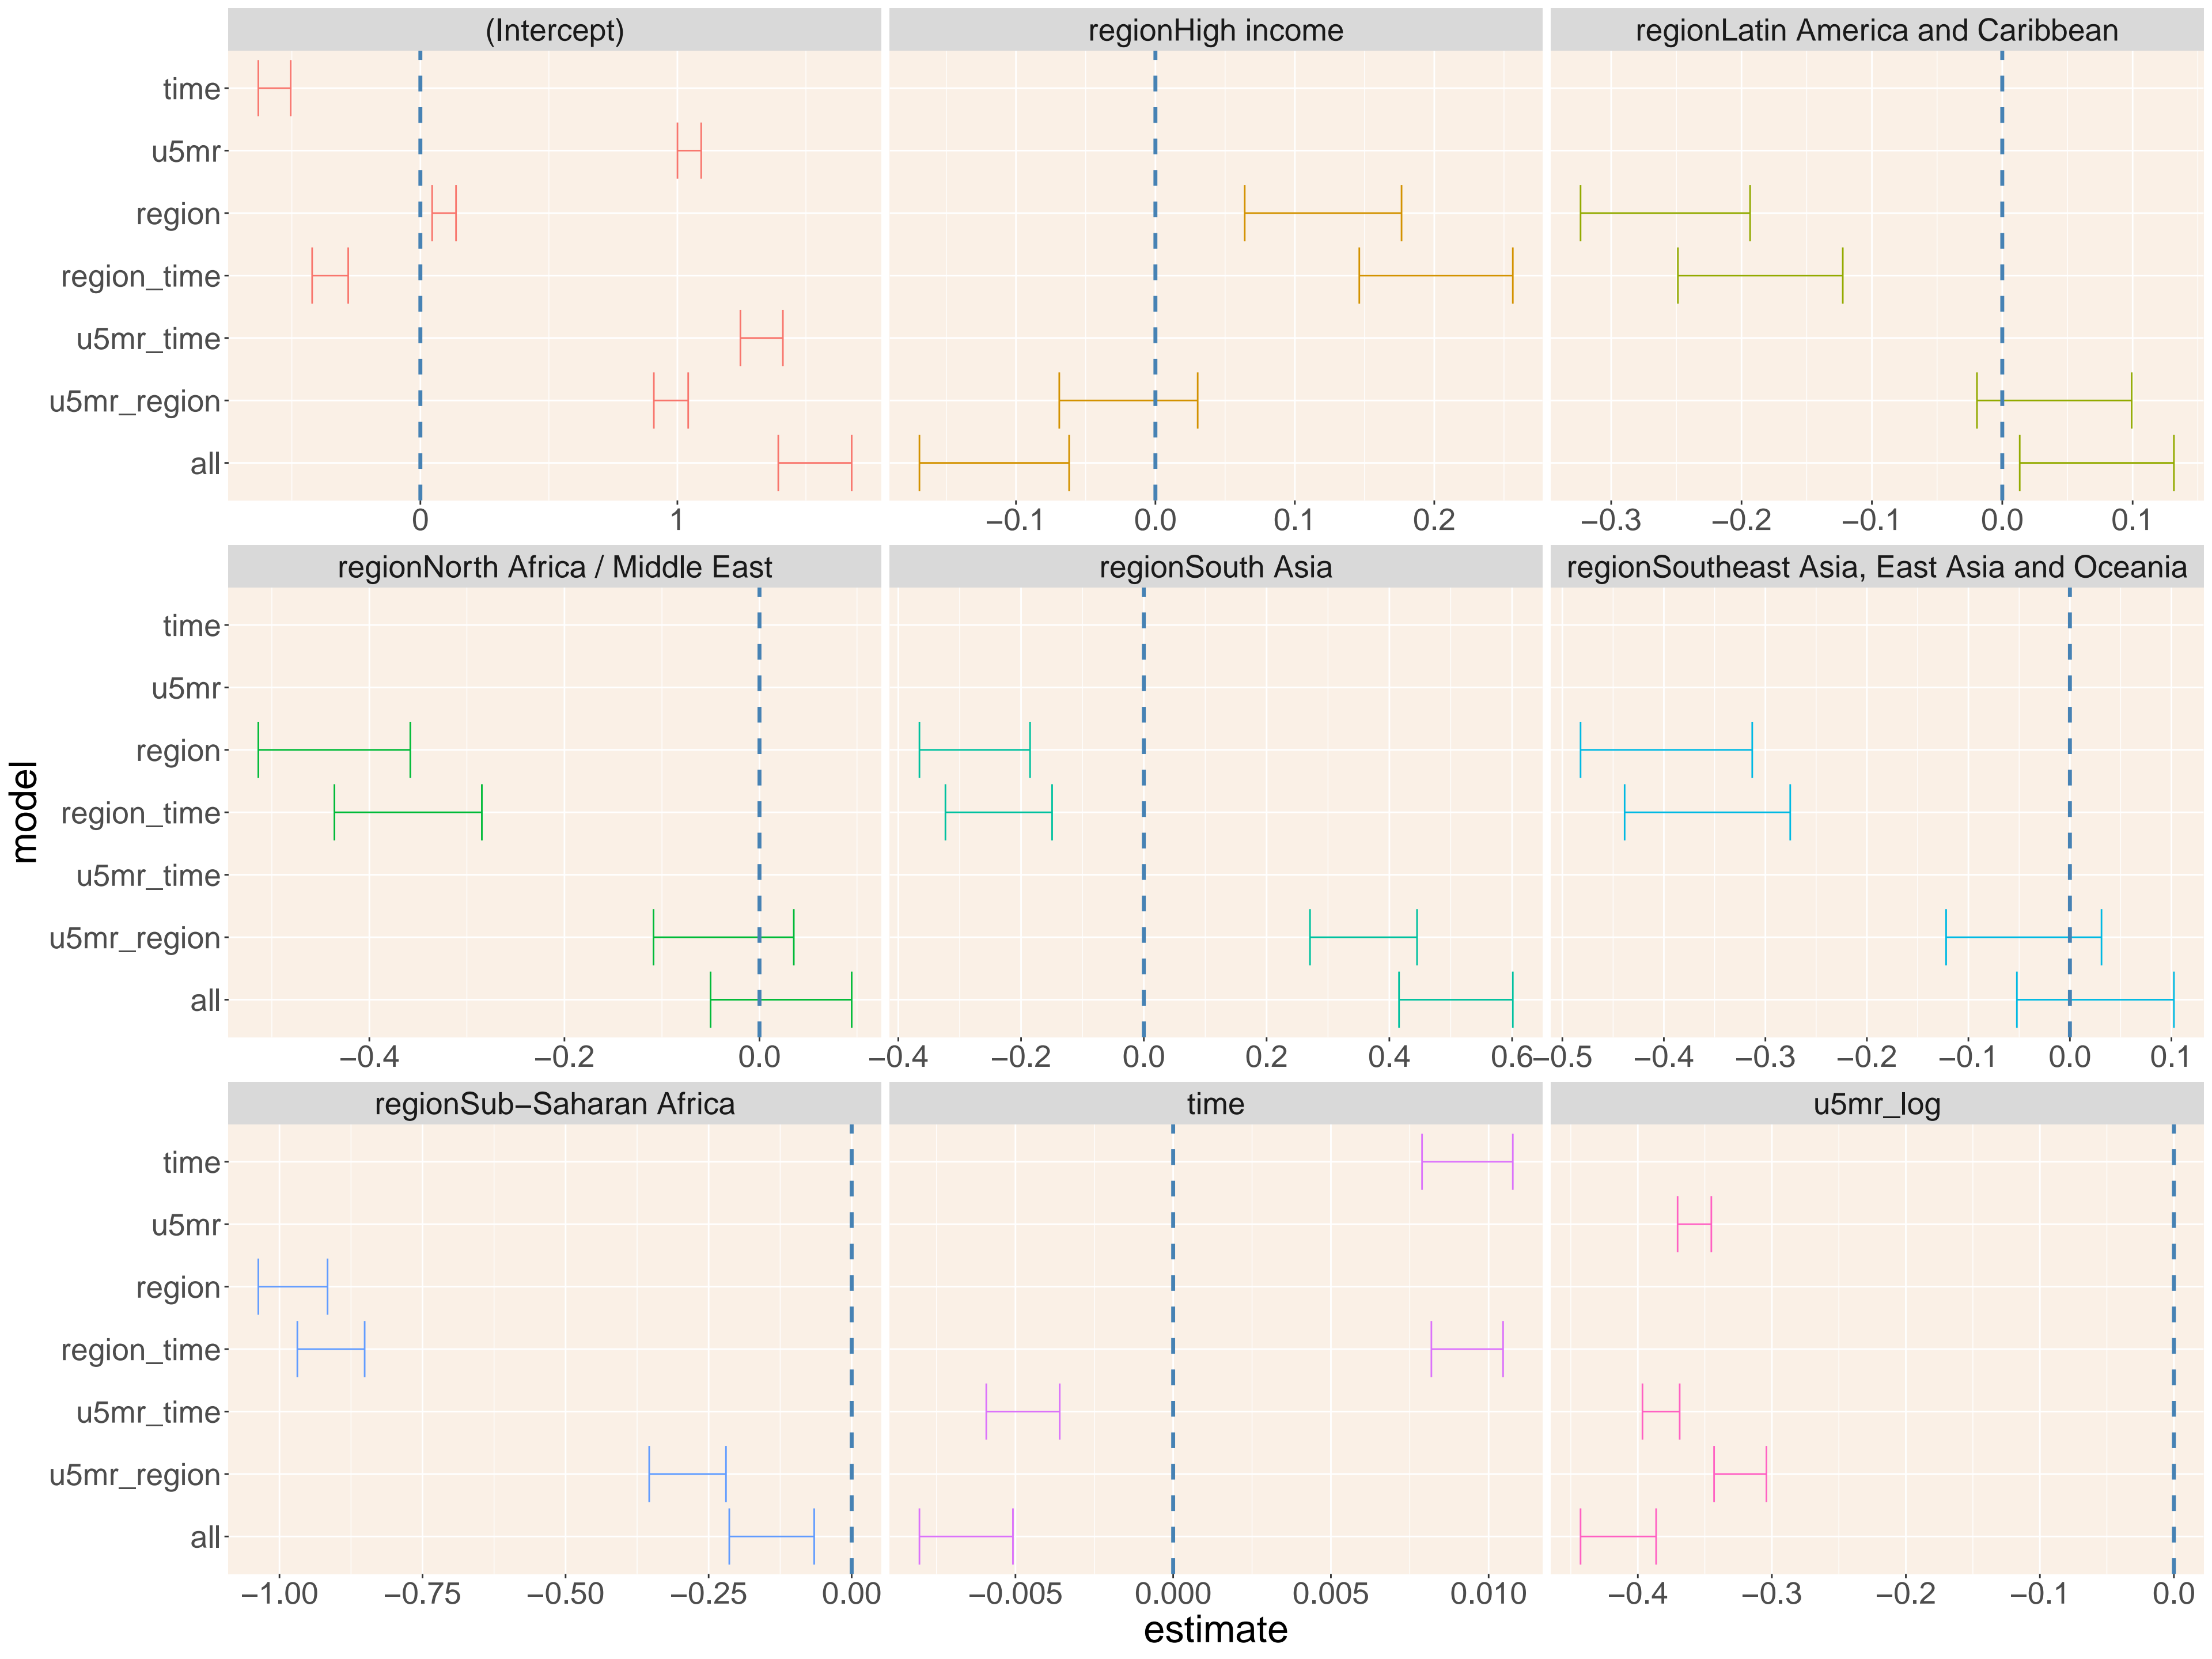 (Intercept) regionHigh income regionLatin America and Caribbean
time
u5mr
region
region_time
u5mr_time
u5mr_region
all
0 1 −0.1 0.0 0.1 0.2 −0.3 −0.2 −0.1 0.0 0.1
regionNorth Africa / Middle East regionSouth Asia regionSoutheast Asia, East Asia and Oceania
time
u5mr
region
region_time
u5mr_time
u5mr_region
all
−0.4 −0.2 0.0 −0.4 −0.2 0.0 0.2 0.4 0.6 −0.5 −0.4 −0.3 −0.2 −0.1 0.0 0.1
model
regionSub−Saharan Africa time u5mr_log
time
u5mr
region
region_time
u5mr_time
u5mr_region
all
−1.00 −0.75 −0.50 −0.25 0.00 −0.005 0.000 0.005 0.010 −0.4 −0.3 −0.2 −0.1 0.0
estimate